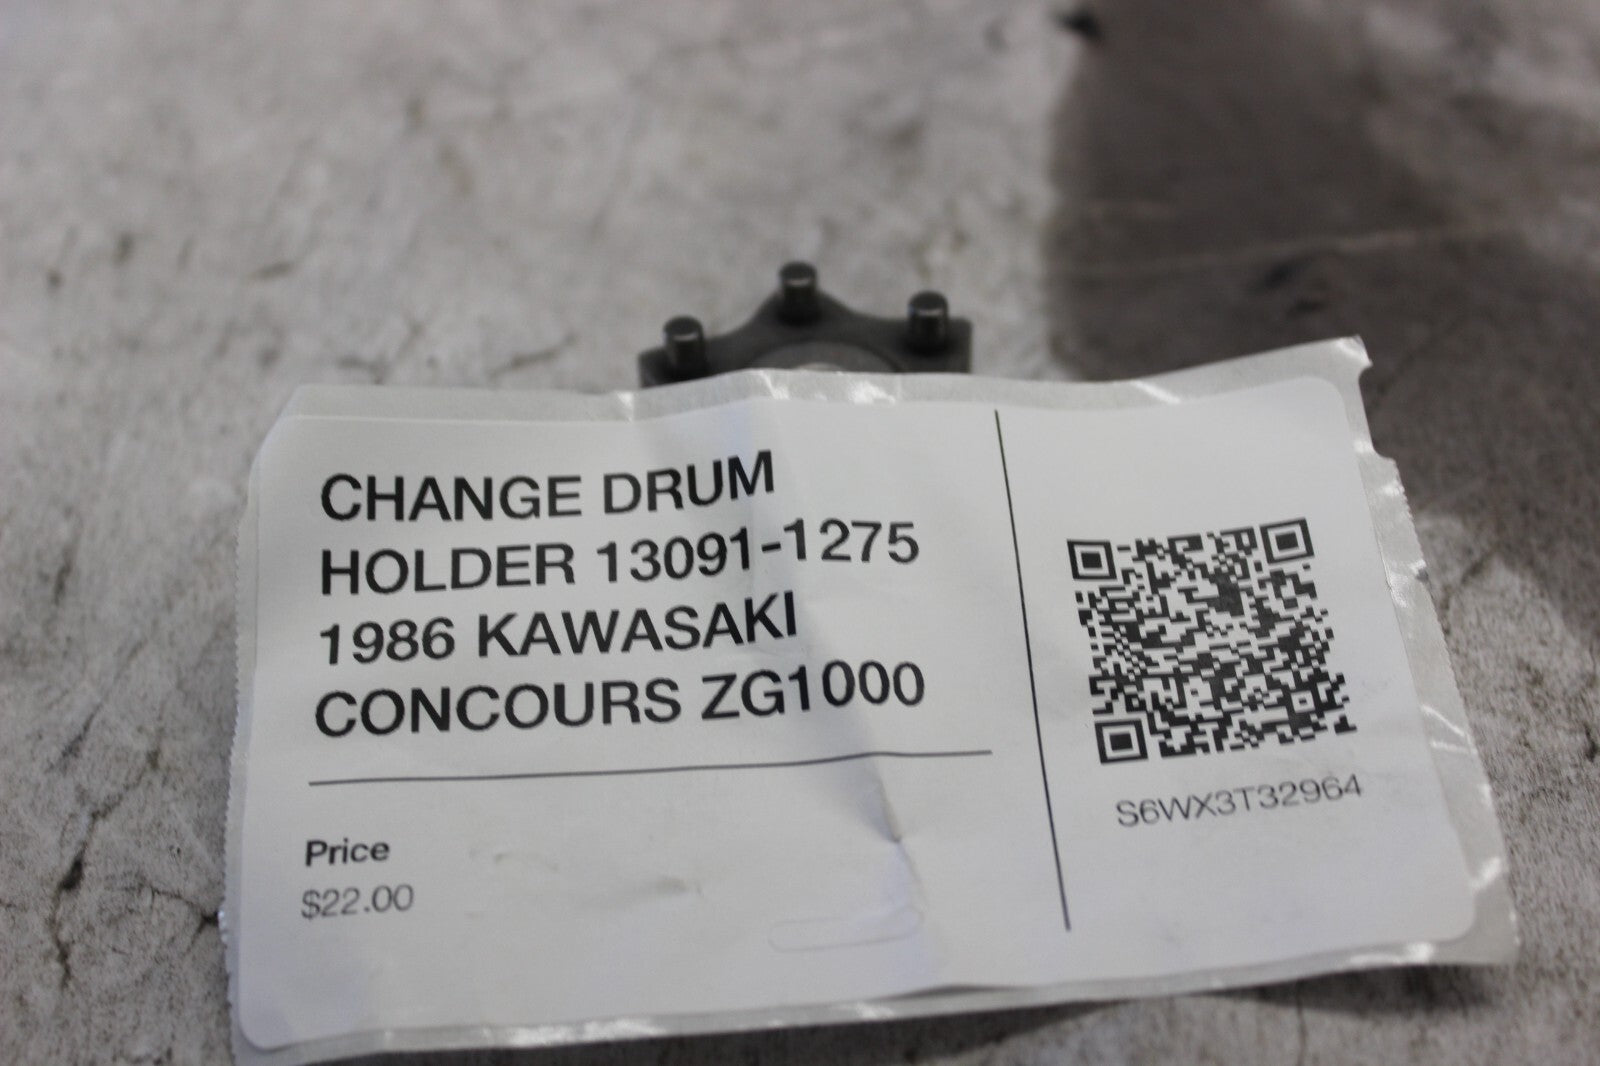 CHANGE DRUM
HOLDER 13091-1275
1986 KAWASAKI
CONCOURS ZG1000
Price
$22.00
S6WX3T32964